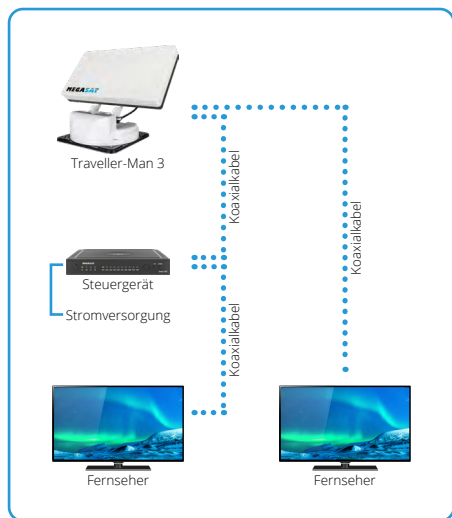 MEGASAT
Traveller-Man 3
Koaxialkabel
Koaxialkabel
Steuergerät
Stromversorgung
Koaxialkabel
Fernseher
Fernseher